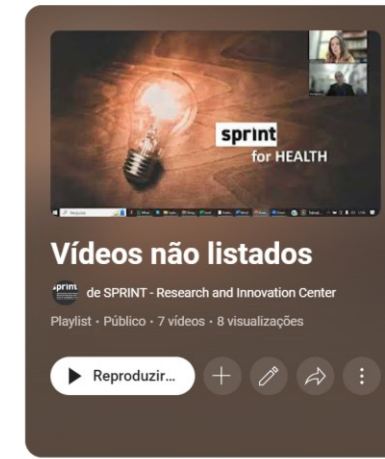 sprint
for HEALTH
Vídeos não listados
sprint
de SPRINT - Research and Innovation Center
Playlist • Público • 7 vídeos • 8 visualizações
Reproduzir...